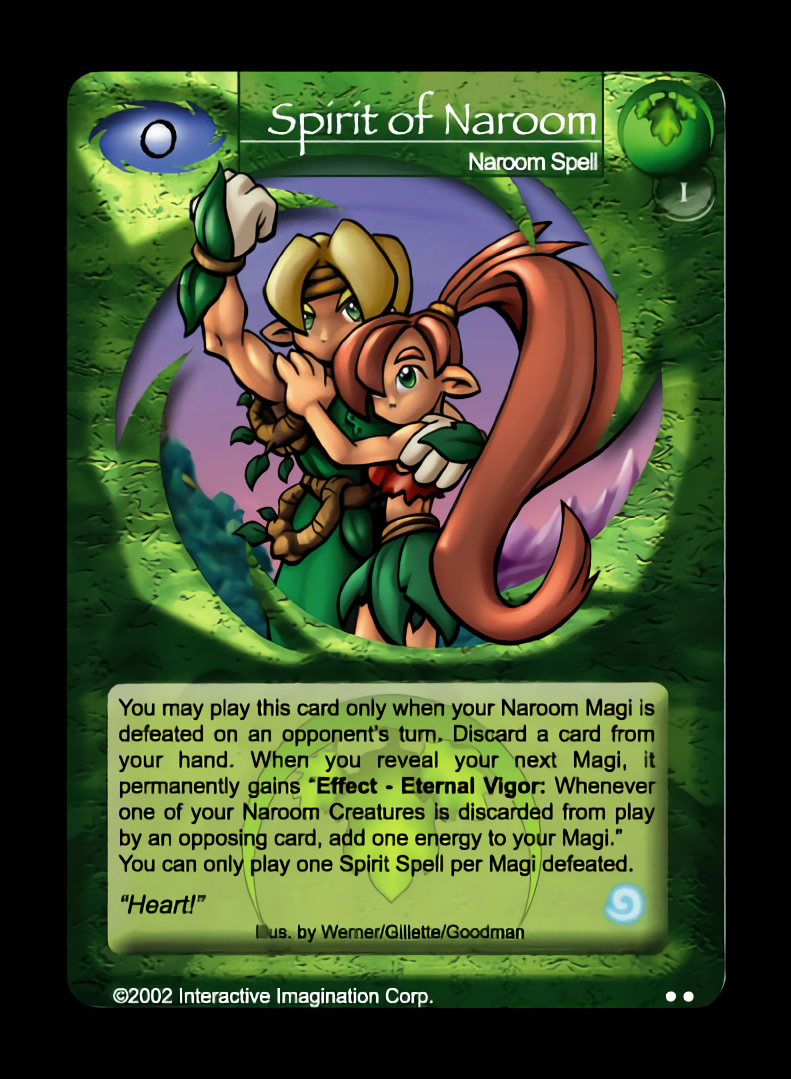 Spirit of Naroom
Naroom Spell
0
I
You may play this card only when your Naroom Magi is
defeated on an opponent's turn. Discard a card from
your hand. When you reveal your next Magi, it
permanently gains "Effect - Eternal Vigor: Whenever
one of your Naroom Creatures is discarded from play
by an opposing card, add one energy to your Magi."
You can only play one Spirit Spell per Magi defeated.
"Heart!"
Illus. by Werner/Gillette/Goodman
©2002 Interactive Imagination Corp.